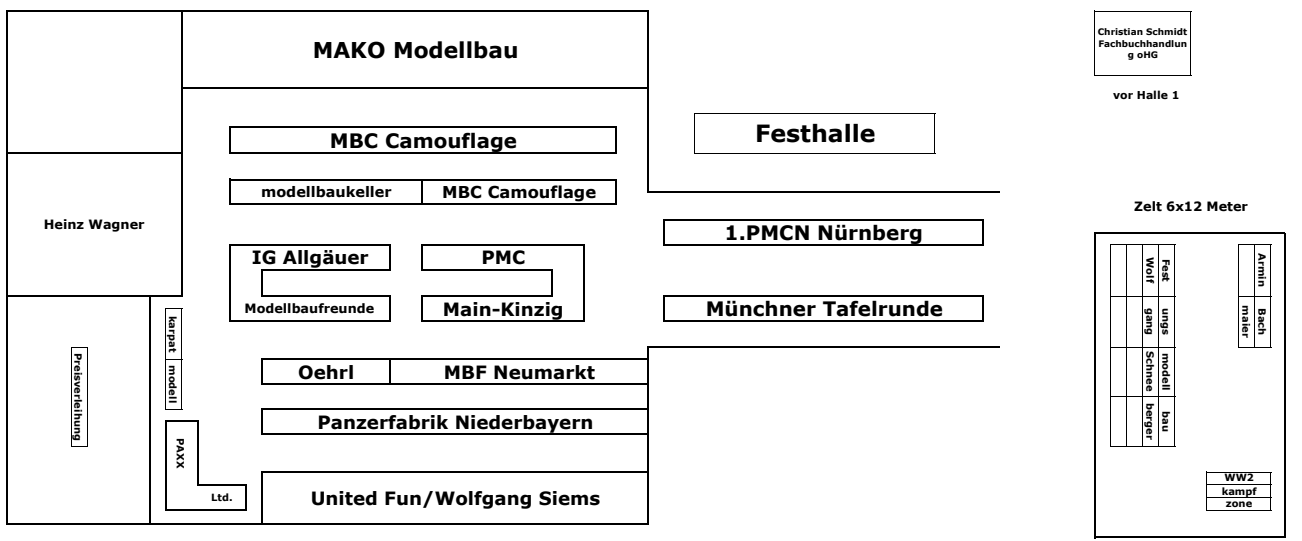 MAKO Modellbau
Christian Schmidt
Fachbuchhandlun
g oHG
vor Halle 1
MBC Camouflage
Festhalle
modellbaukeller
MBC Camouflage
Heinz Wagner
Zelt 6x12 Meter
1.PMCN Nürnberg
IG Allgäuer
PMC
Modellbaufreunde
Main-Kinzig
Münchner Tafelrunde
karpat
modell
Preisverleihung
Oehrl
MBF Neumarkt
Panzerfabrik Niederbayern
PAXX
Ltd.
United Fun/Wolfgang Siems
Fest
ungs
modell
bau
Wolf
gang
Schnee
berger
Armin
Bach
maier
WW2
kampf
zone